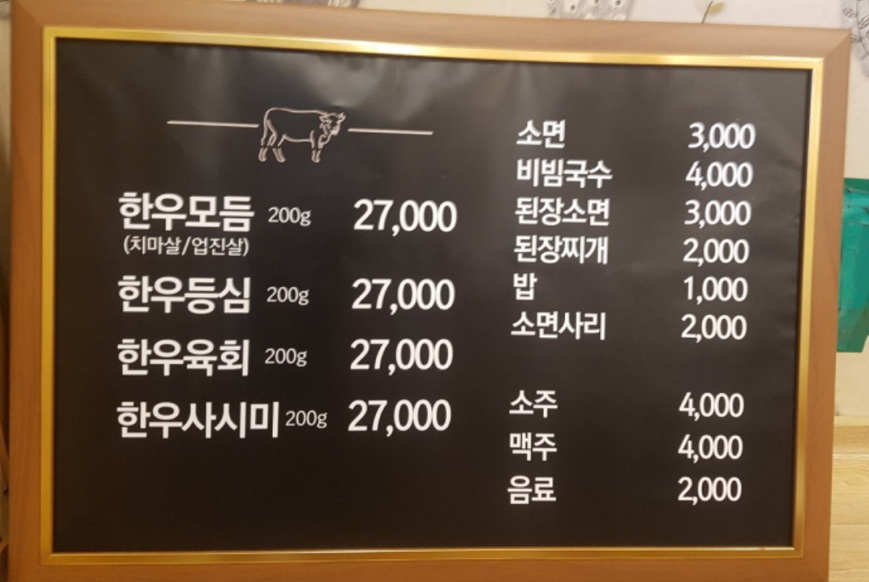 한우모듬 200g 27,000
(치마살/업진살)
한우등심 200g 27,000
한우육회 200g 27,000
한우사시미 200g 27,000
소면 3,000
비빔국수 4,000
된장소면 3,000
된장찌개 2,000
밥 1,000
소면사리 2,000
소주 4,000
맥주 4,000
음료 2,000